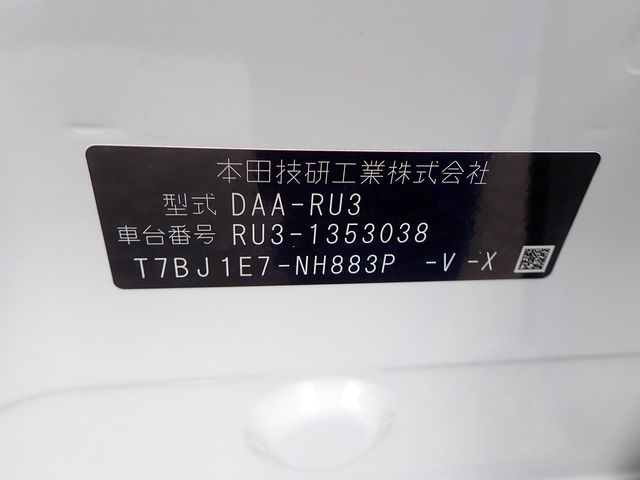 本田技研工業株式会社
型式 DAA-RU3
車台番号 RU3-1353038
T7BJ1E7-NH883P -V -X